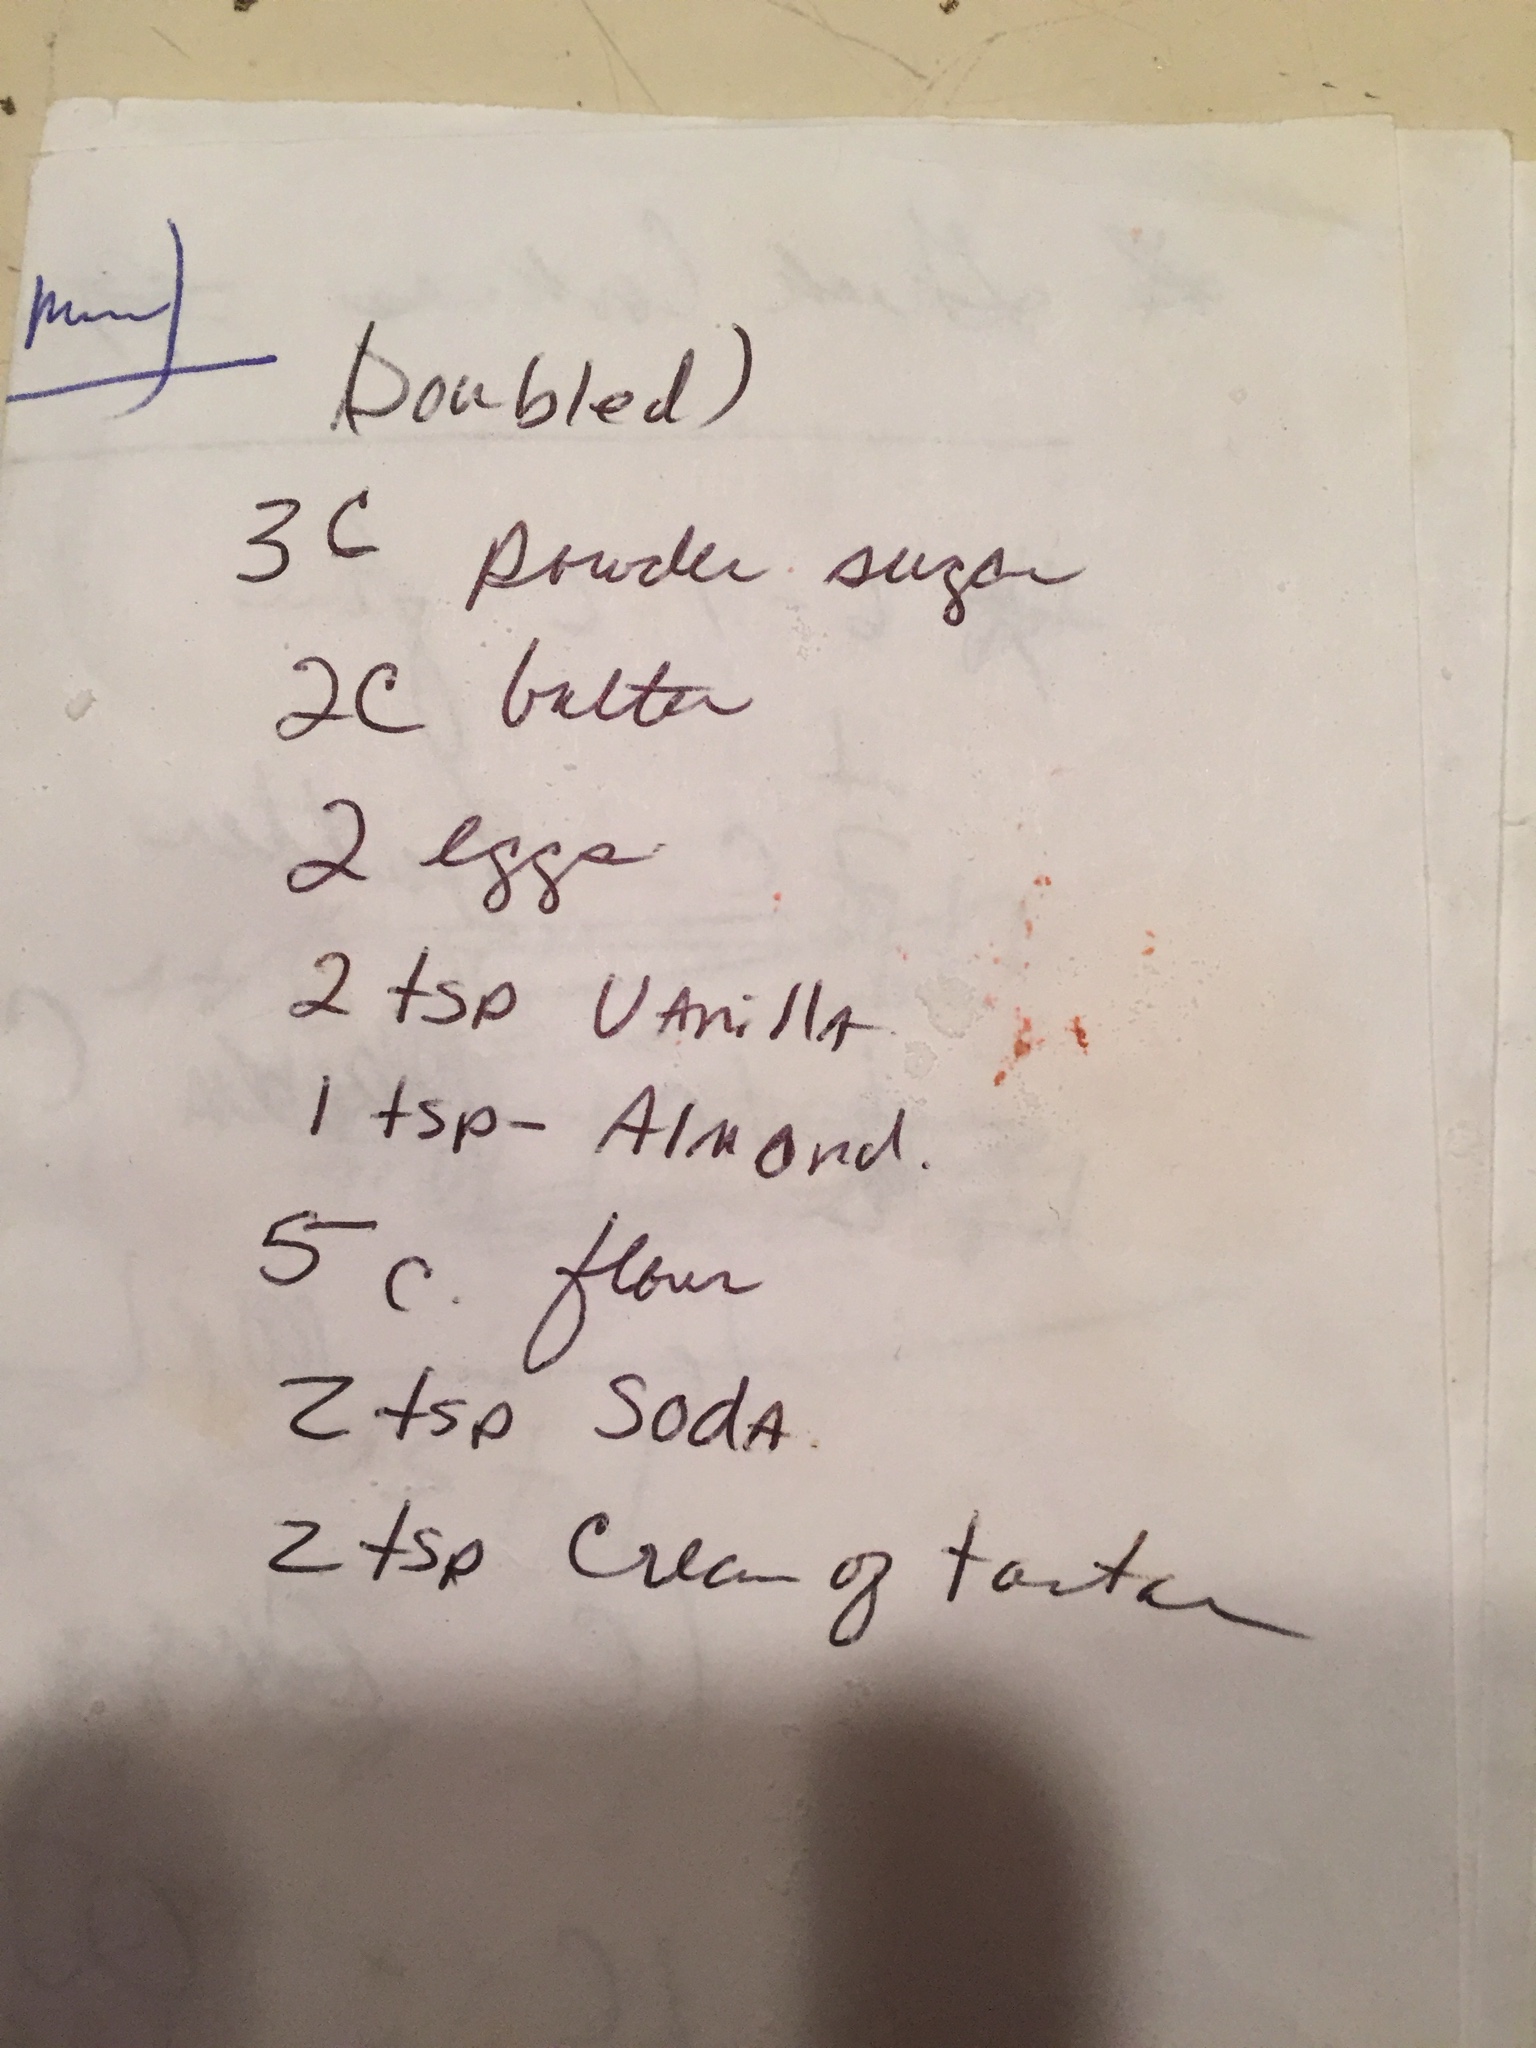 Mom)
Doubled)
3C powder sugar
2C butter
2 eggs
2 tsp VAnillA
1 tsp- Almond.
5 c. flour
2 tsp SodA.
2 tsp Cream of tartar